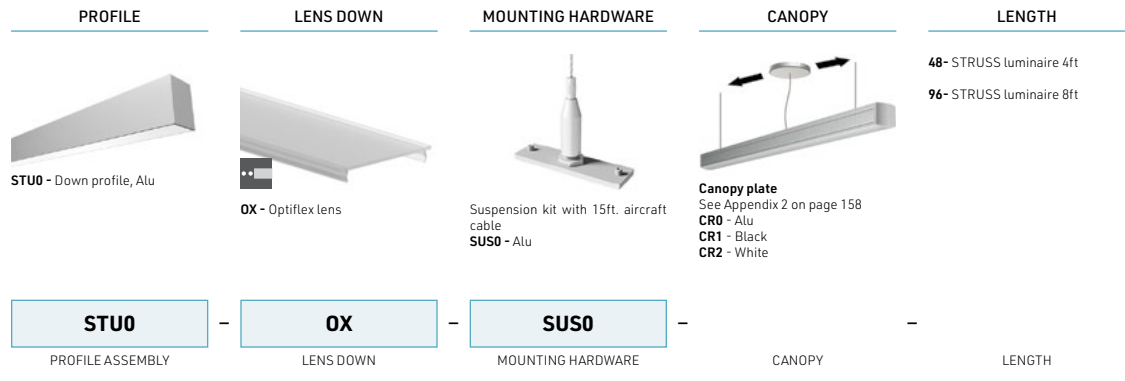 PROFILE
LENS DOWN
MOUNTING HARDWARE
CANOPY
LENGTH
STU0 - Down profile, Alu
OX - Optiflex lens
Suspension kit with 15ft. aircraft
cable
SUS0 - Alu
Canopy plate
See Appendix 2 on page 158
CR0 - Alu
CR1 - Black
CR2 - White
48- STRUSS luminaire 4ft
96- STRUSS luminaire 8ft
STU0 – OX – SUS0 – –
PROFILE ASSEMBLY
LENS DOWN
MOUNTING HARDWARE
CANOPY
LENGTH